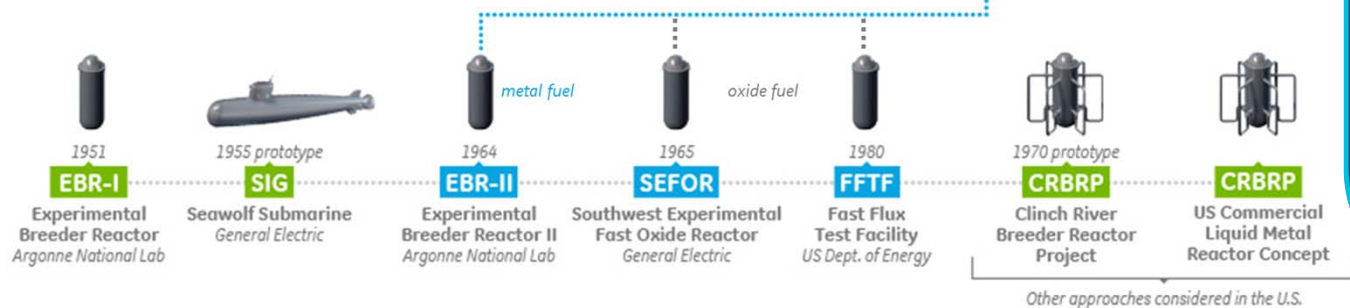 metal fuel
oxide fuel
1951
EBR-I
Experimental
Breeder Reactor
Argonne National Lab
1955 prototype
SIG
Seawolf Submarine
General Electric
1964
EBR-II
Experimental
Breeder Reactor II
Argonne National Lab
1965
SEFOR
Southwest Experimental
Fast Oxide Reactor
General Electric
1980
FFTF
Fast Flux
Test Facility
US Dept. of Energy
1970 prototype
CRBRP
Clinch River
Breeder Reactor
Project
CRBRP
US Commercial
Liquid Metal
Reactor Concept
Other approaches considered in the U.S.